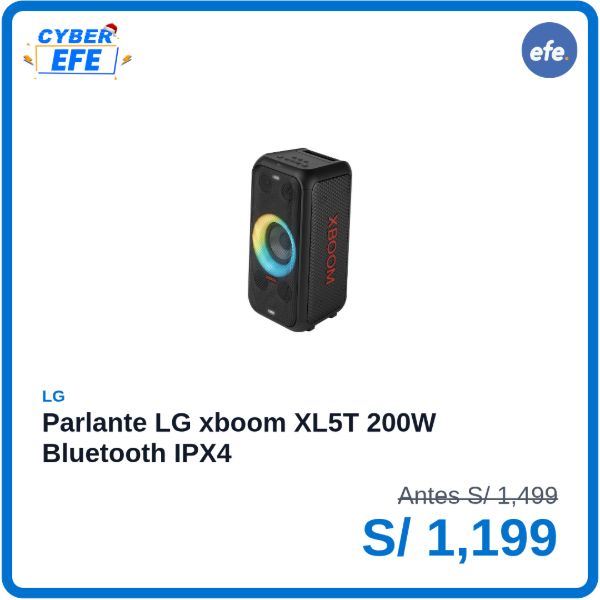 CYBER
EFE
efe.
XBOOM
LG
Parlante LG xboom XL5T 200W
Bluetooth IPX4
Antes S/ 1,499
S/ 1,199